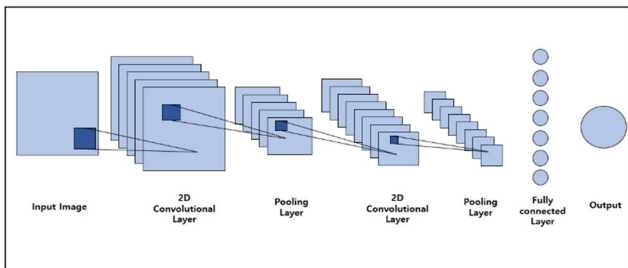 Input Image
2D
Convolutional
Layer
Pooling
Layer
2D
Convolutional
Layer
Pooling
Layer
Fully
connected
Layer
Output